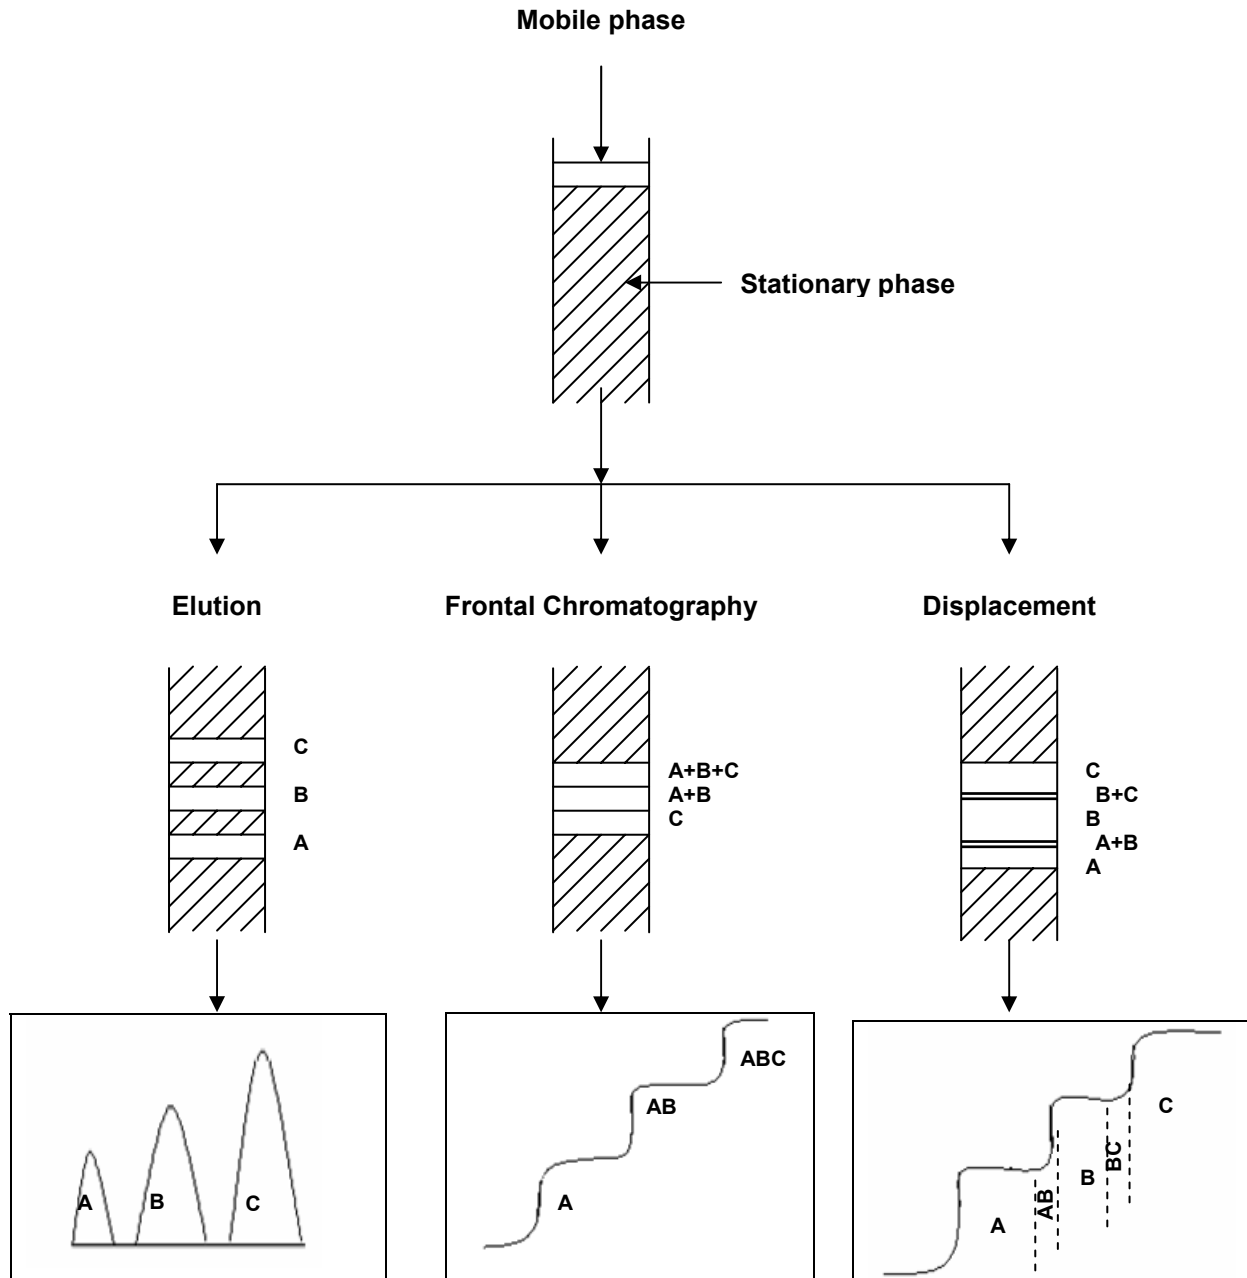 Mobile phase
Stationary phase
Elution
Frontal Chromatography
Displacement
C
B
A
A+B+C
A+B
C
C
B+C
B
A+B
A
A
B
C
A
AB
ABC
A
AB
B
BC
C